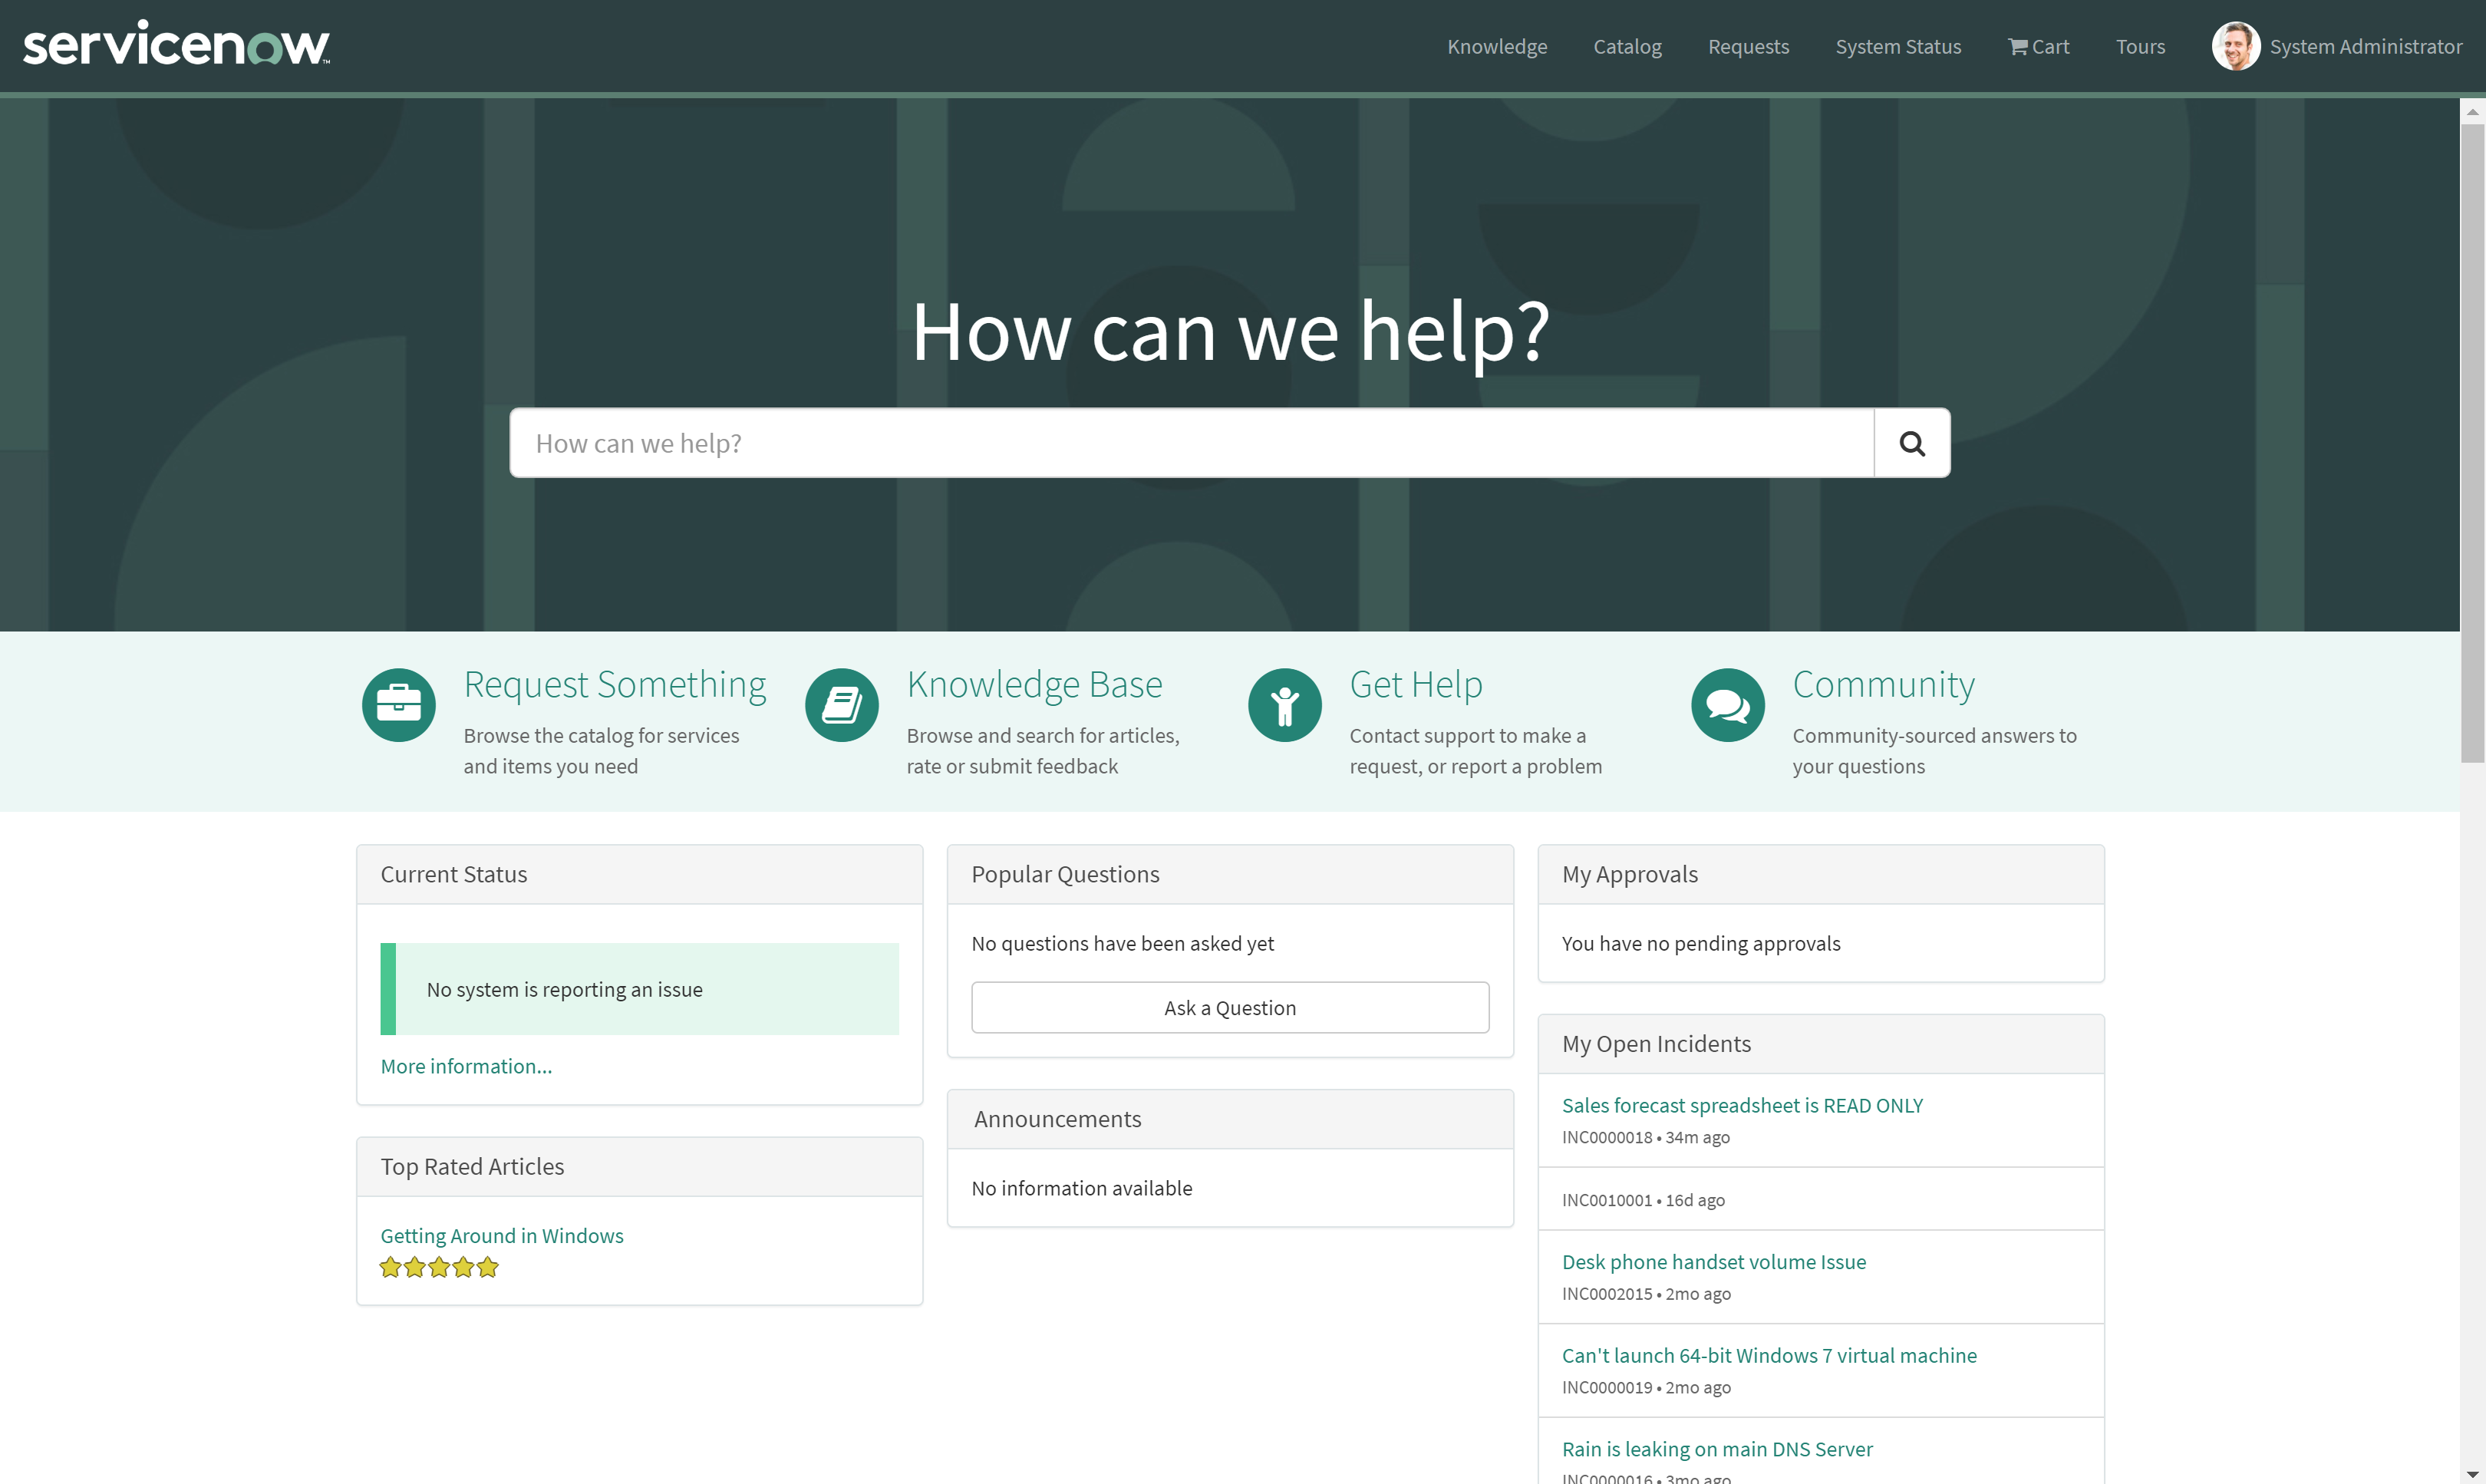 servicenow™
Knowledge Catalog Requests System Status Cart Tours System Administrator
How can we help?
How can we help?
Request Something
Browse the catalog for services
and items you need
Knowledge Base
Browse and search for articles,
rate or submit feedback
Get Help
Contact support to make a
request, or report a problem
Community
Community-sourced answers to
your questions
Current Status
No system is reporting an issue
More information...
Top Rated Articles
Getting Around in Windows
Popular Questions
No questions have been asked yet
Ask a Question
Announcements
No information available
My Approvals
You have no pending approvals
My Open Incidents
Sales forecast spreadsheet is READ ONLY
INC0000018 • 34m ago
INC0010001 • 16d ago
Desk phone handset volume Issue
INC0002015 • 2mo ago
Can't launch 64-bit Windows 7 virtual machine
INC0000019 • 2mo ago
Rain is leaking on main DNS Server
INC0000016 • 3mo ago